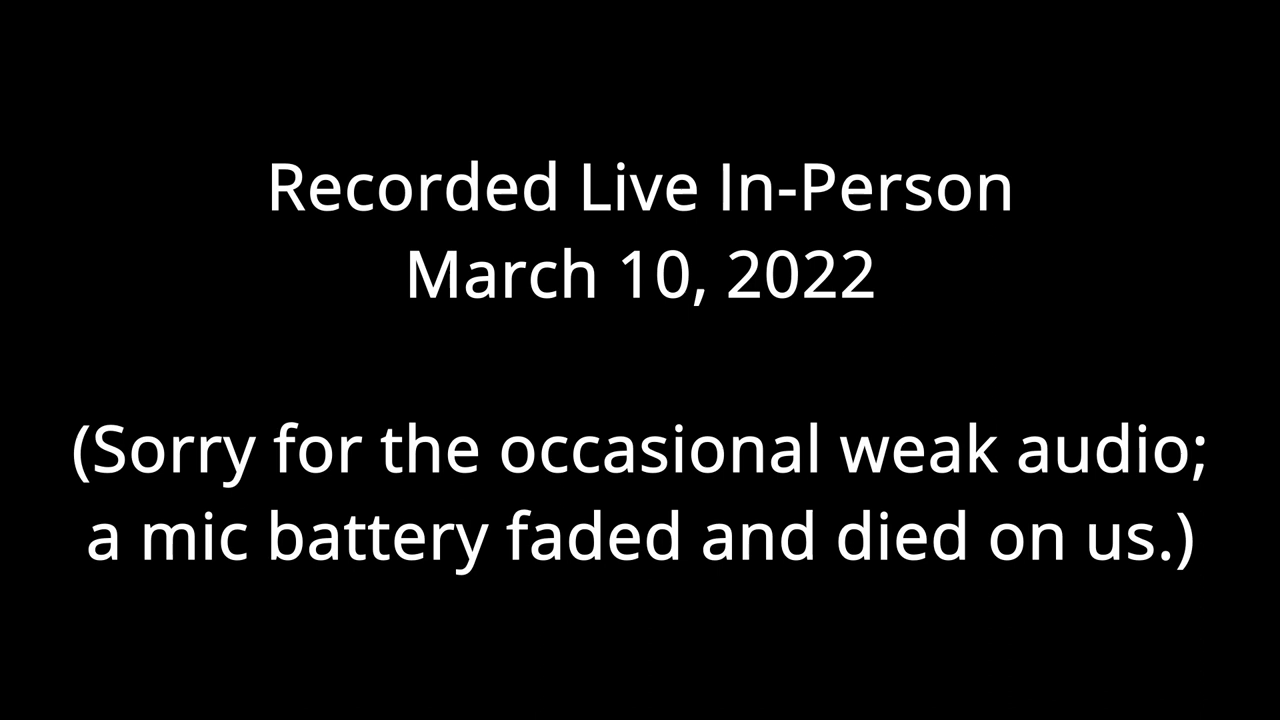 Recorded Live In-Person
March 10, 2022
(Sorry for the occasional weak audio;
a mic battery faded and died on us.)